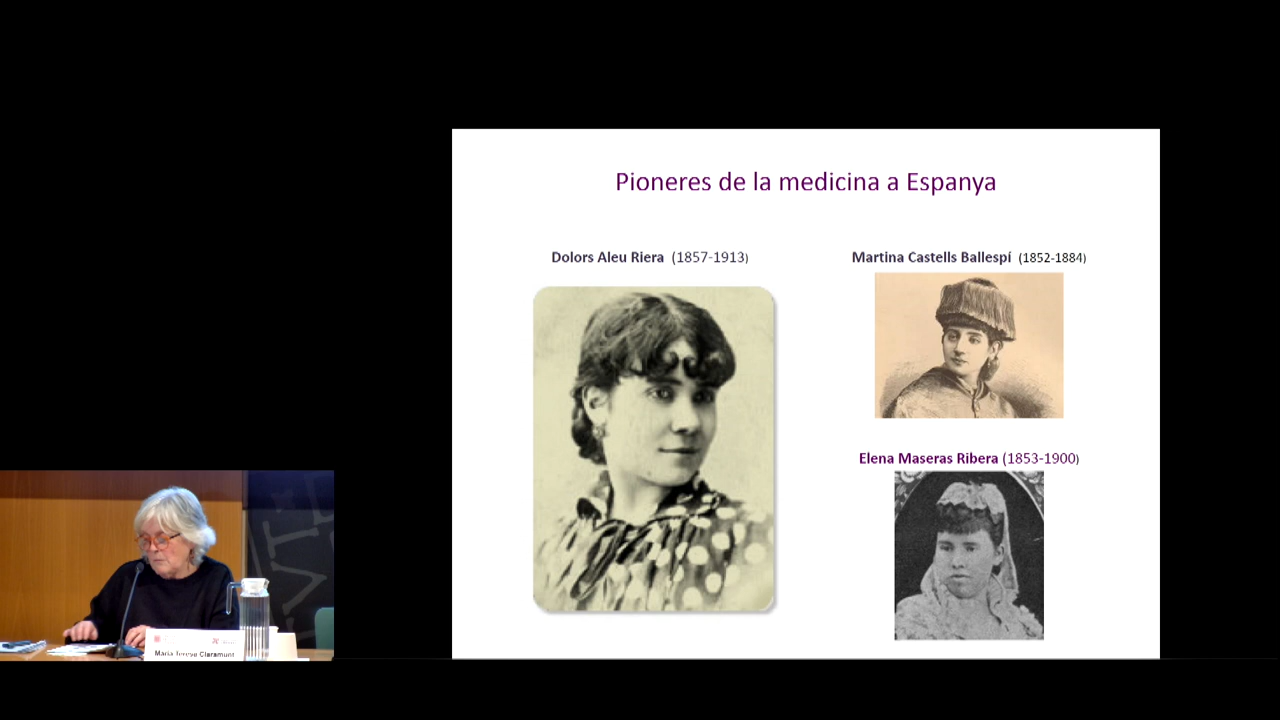 Pioneres de la medicina a Espanya
Dolors Aleu Riera (1857-1913)
Martina Castells Ballespí (1852-1884)
Elena Maseras Ribera (1853-1900)
Claramunt